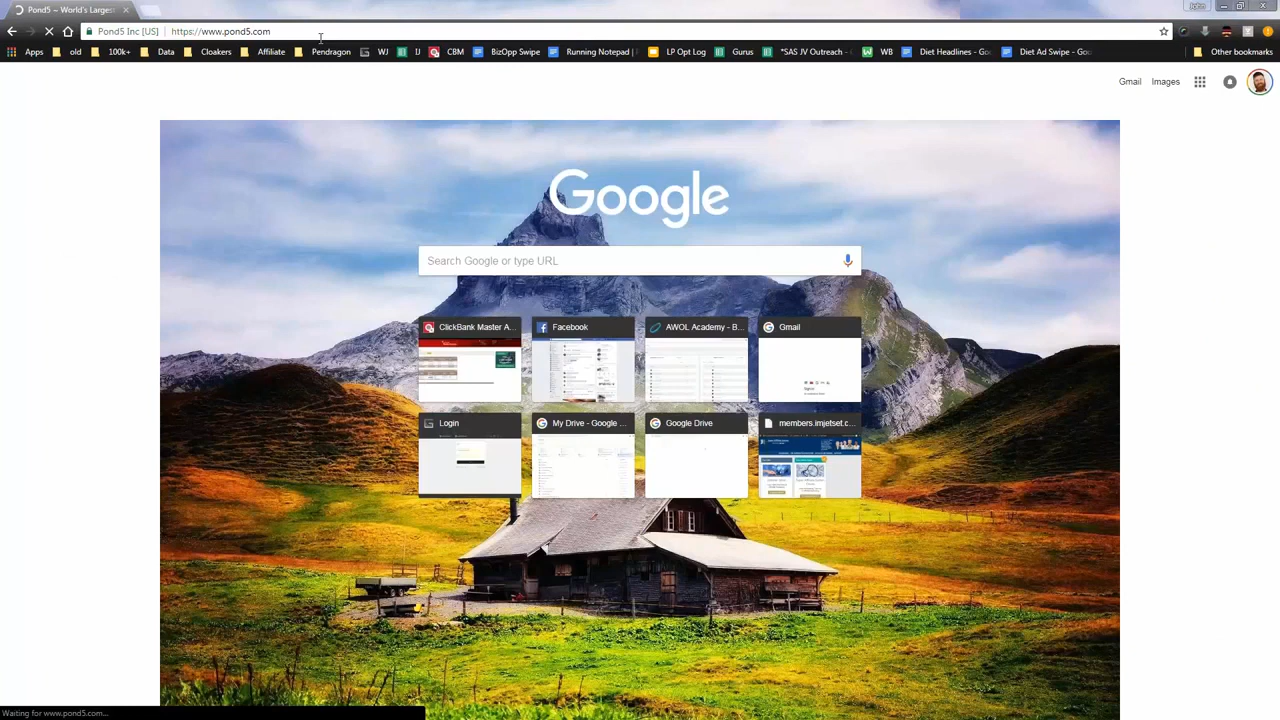 Pond5 – World's Largest
John
Pond5 Inc [US] https://www.pond5.com
Apps old 100k+ Data Cloakers Affiliate Pendragon WJ IJ CBM BizOpp Swipe Running Notepad | LP Opt Log Gurus *SAS JV Outreach - WB Diet Headlines - Go Diet Ad Swipe - Goo Other bookmarks
Gmail Images
Google
Search Google or type URL
ClickBank Master A... Facebook AWOL Academy - B... Gmail
Login My Drive - Google ... Google Drive members.imjetset.c...
Waiting for www.pond5.com...